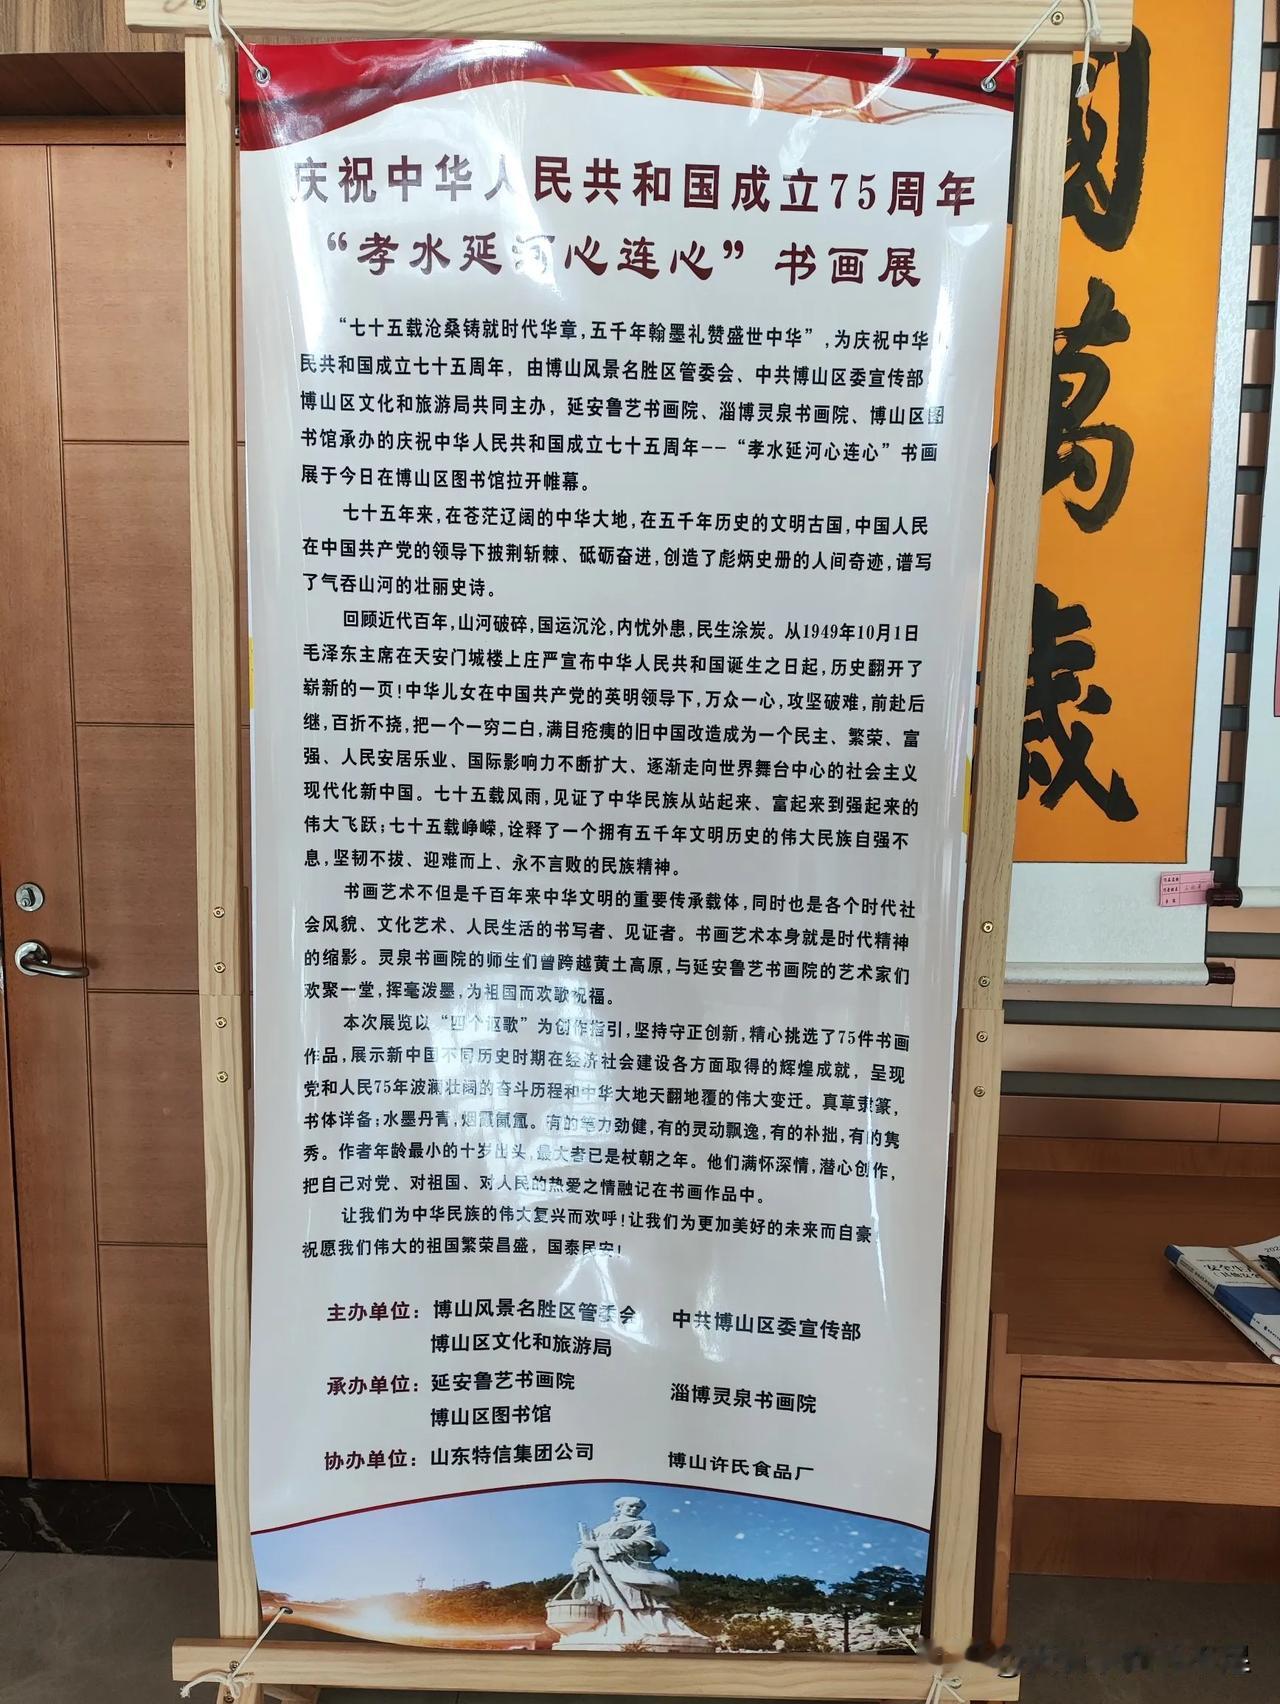 庆祝中华人民共和国成立75周年
“孝水延河心连心”书画展
“七十五载沧桑铸就时代华章，五千年翰墨礼赞盛世中华”,为庆祝中华人
民共和国成立七十五周年，由博山风景名胜区管委会、中共博山区委宣传部
博山区文化和旅游局共同主办，延安鲁艺书画院、淄博灵泉书画院、博山区图
书馆承办的庆祝中华人民共和国成立七十五周年--“孝水延河心连心”书画
展于今日在博山区图书馆拉开帷幕。
七十五年来,在苍茫辽阔的中华大地,在五千年历史的文明古国,中国人民
在中国共产党的领导下披荆斩棘、砥砺奋进,创造了彪炳史册的人间奇迹,谱写
了气吞山河的壮丽史诗。
回顾近代百年,山河破碎,国运沉沦,内忧外患,民生涂炭。从1949年10月1日
毛泽东主席在天安门城楼上庄严宣布中华人民共和国诞生之日起,历史翻开了
崭新的一页!中华儿女在中国共产党的英明领导下,万众一心,攻坚破难,前赴后
继,百折不挠,把一个一穷二白,满目疮痍的旧中国改造成为一个民主、繁荣、富
强、人民安居乐业、国际影响力不断扩大、逐渐走向世界舞台中心的社会主义
现代化新中国。七十五载风雨,见证了中华民族从站起来、富起来到强起来的
伟大飞跃;七十五载峥嵘,诠释了一个拥有五千年文明历史的伟大民族自强不
息,坚韧不拔、迎难而上、永不言败的民族精神。
书画艺术不但是千百年来中华文明的重要传承载体,同时也是各个时代社
会风貌、文化艺术、人民生活的书写者、见证者。书画艺术本身就是时代精神
的缩影。灵泉书画院的师生们曾跨越黄土高原,与延安鲁艺书画院的艺术家们
欢聚一堂,挥毫泼墨,为祖国而欢歌祝福。
本次展览以“四个讴歌”为创作指引,坚持守正创新,精心挑选了75件书画
作品,展示新中国不同历史时期在经济社会建设各方面取得的辉煌成就，呈现
党和人民75年波澜壮阔的奋斗历程和中华大地天翻地覆的伟大变迁。真草隶篆，
书体详备;水墨丹青,烟霞氤氲。有的笔力劲健,有的灵动飘逸,有的朴拙,有的隽
秀。作者年龄最小的十岁出头,最大者已是杖朝之年。他们满怀深情,潜心创作,
把自己对党、对祖国、对人民的热爱之情融记在书画作品中。
让我们为中华民族的伟大复兴而欢呼!让我们为更加美好的未来而自豪
祝愿我们伟大的祖国繁荣昌盛，国泰民安!
主办单位：博山风景名胜区管委会 中共博山区委宣传部
博山区文化和旅游局
承办单位：延安鲁艺书画院 淄博灵泉书画院
博山区图书馆
协办单位：山东特信集团公司 博山许氏食品厂
國
萬
歲